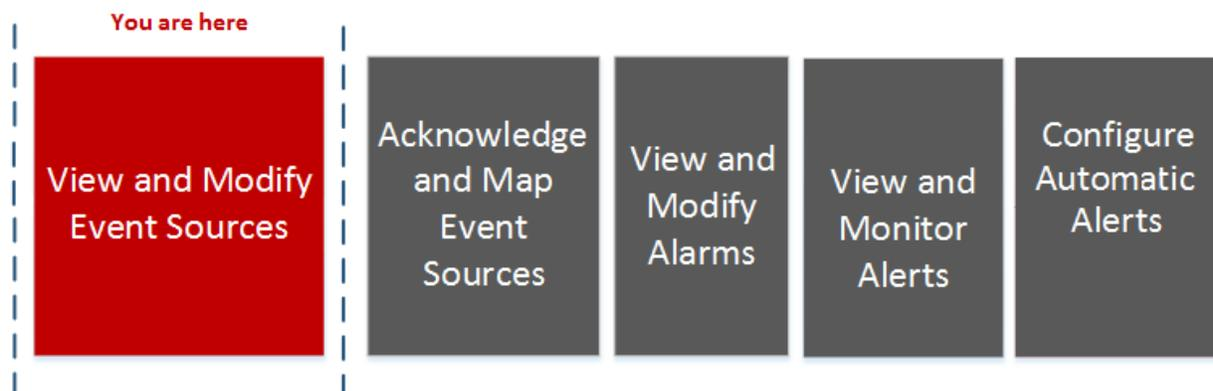 You are here
View and Modify
Event Sources
Acknowledge
and Map
Event
Sources
View and
Modify
Alarms
View and
Monitor
Alerts
Configure
Automatic
Alerts